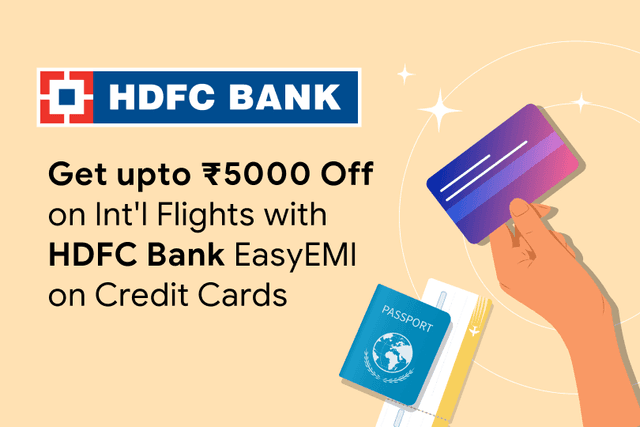 HDFC BANK
Get upto ₹5000 Off
on Int'l Flights with
HDFC Bank EasyEMI
on Credit Cards
PASSPORT